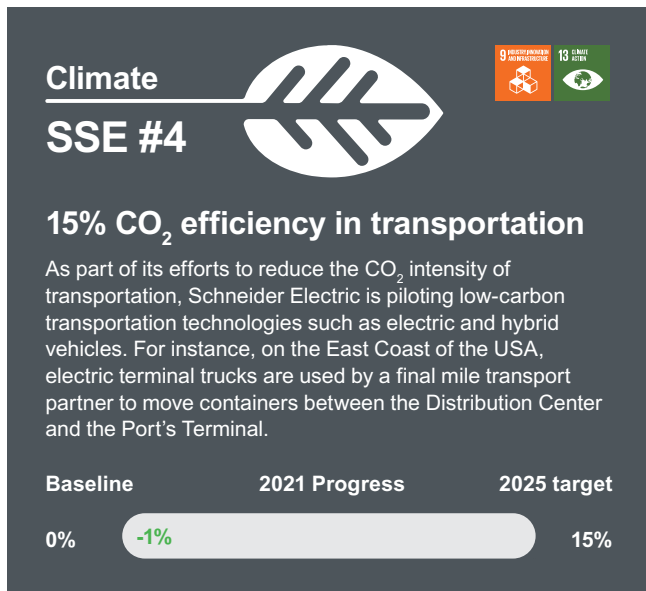 Climate
SSE #4
9 INDUSTRY, INNOVATION
AND INFRASTRUCTURE
13 CLIMATE
ACTION
15% CO₂ efficiency in transportation
As part of its efforts to reduce the CO₂ intensity of
transportation, Schneider Electric is piloting low-carbon
transportation technologies such as electric and hybrid
vehicles. For instance, on the East Coast of the USA,
electric terminal trucks are used by a final mile transport
partner to move containers between the Distribution Center
and the Port’s Terminal.
Baseline 2021 Progress 2025 target
0% -1% 15%